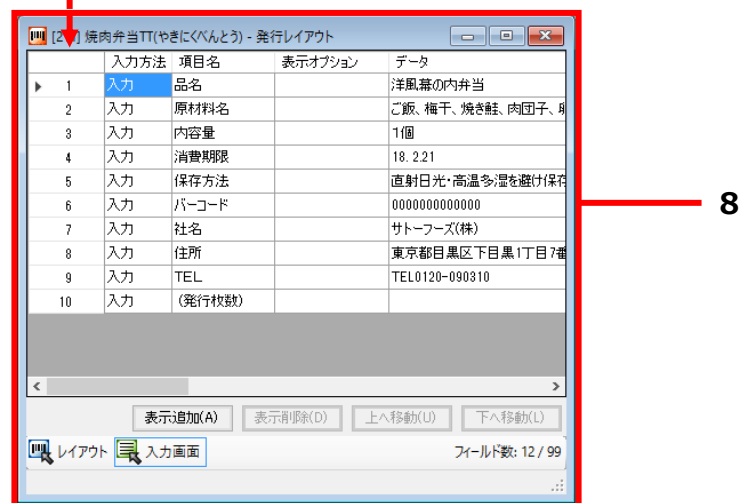 焼肉弁当TT(やきにくべんとう) - 発行レイアウト
入力方法 項目名 表示オプション データ
1 入力 品名 洋風幕の内弁当
2 入力 原材料名 ご飯、梅干、焼き鮭、肉団子、
3 入力 内容量 1個
4 入力 消費期限 18. 2.21
5 入力 保存方法 直射日光・高温多湿を避け保存
6 入力 バーコード 0000000000000
7 入力 社名 サトーフーズ(株)
8 入力 住所 東京都目黒区下目黒1丁目7番
9 入力 TEL TEL0120-090310
10 入力 (発行枚数)
8
表示追加(A) 表示削除(D) 上へ移動(U) 下へ移動(L)
レイアウト 入力画面 フィールド数: 12 / 99